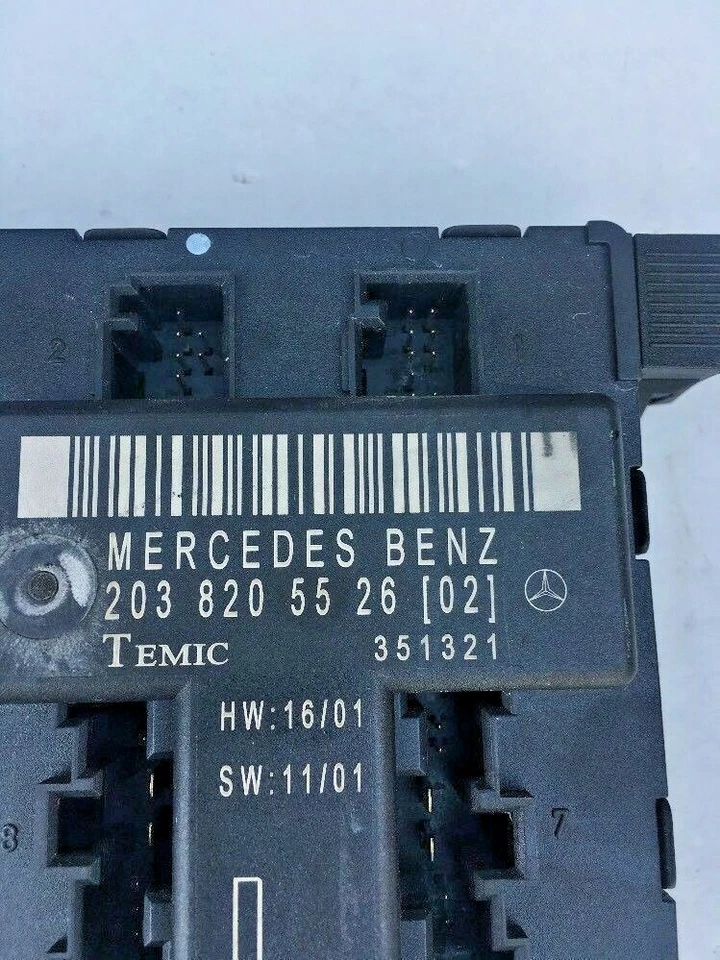 2 1
MERCEDES BENZ
203 820 55 26 [02]
TEMIC 351321
HW:16/01
SW:11/01
8 7